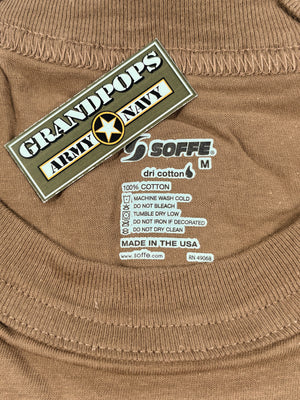 GRANDPOPS
ARMY NAVY
SOFFE
M
dri cotton
100% COTTON
MACHINE WASH COLD
DO NOT BLEACH
TUMBLE DRY LOW
DO NOT IRON IF DECORATED
DO NOT DRY CLEAN
MADE IN THE USA
www.soffe.com
RN 49068